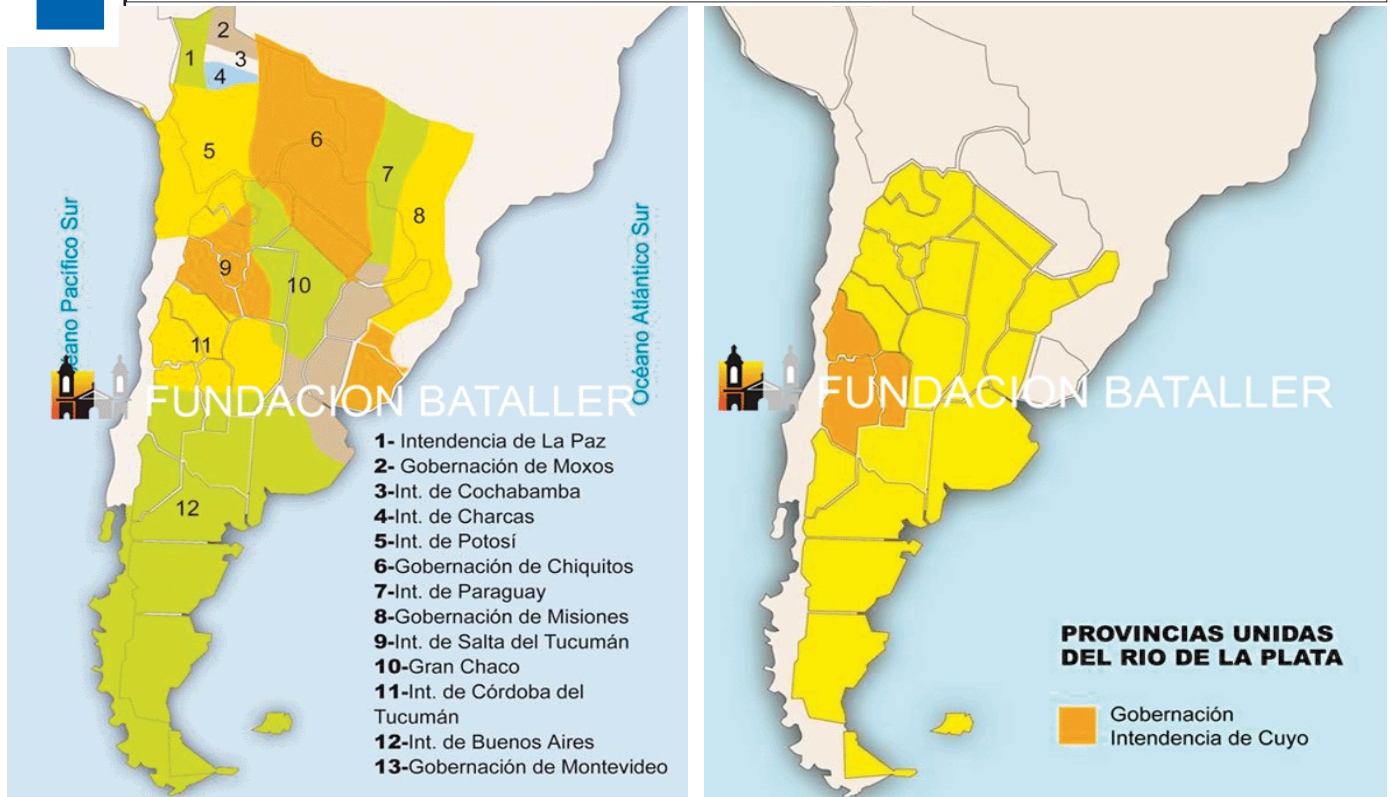 1
2
3
4
5
6
7
8
9
10
11
12
Océano Pacífico Sur
Océano Atlántico Sur
FUNDACION BATALLER
1- Intendencia de La Paz
2- Gobernación de Moxos
3-Int. de Cochabamba
4-Int. de Charcas
5-Int. de Potosí
6-Gobernación de Chiquitos
7-Int. de Paraguay
8-Gobernación de Misiones
9-Int. de Salta del Tucumán
10-Gran Chaco
11-Int. de Córdoba del
Tucumán
12-Int. de Buenos Aires
13-Gobernación de Montevideo
FUNDACION BATALLER
PROVINCIAS UNIDAS
DEL RIO DE LA PLATA
Gobernación
Intendencia de Cuyo